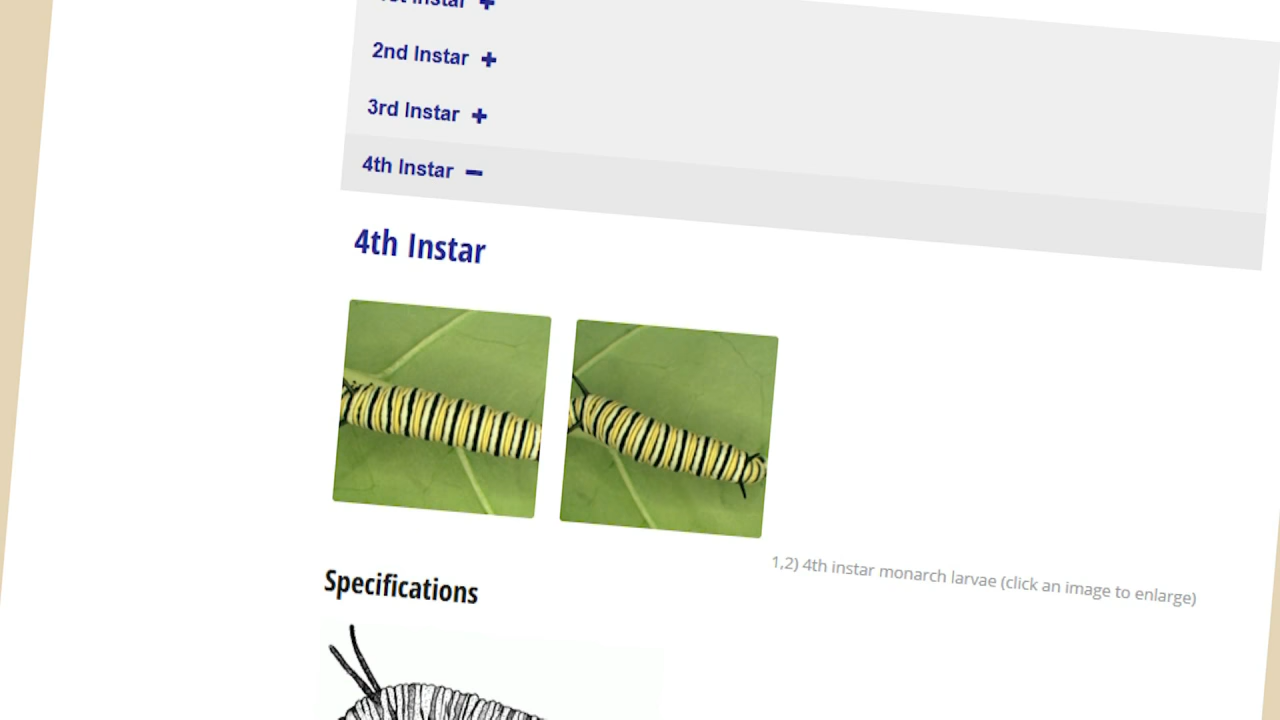 Instar
2nd Instar
3rd Instar
4th Instar
4th Instar
1,2) 4th instar monarch larvae (click an image to enlarge)
Specifications